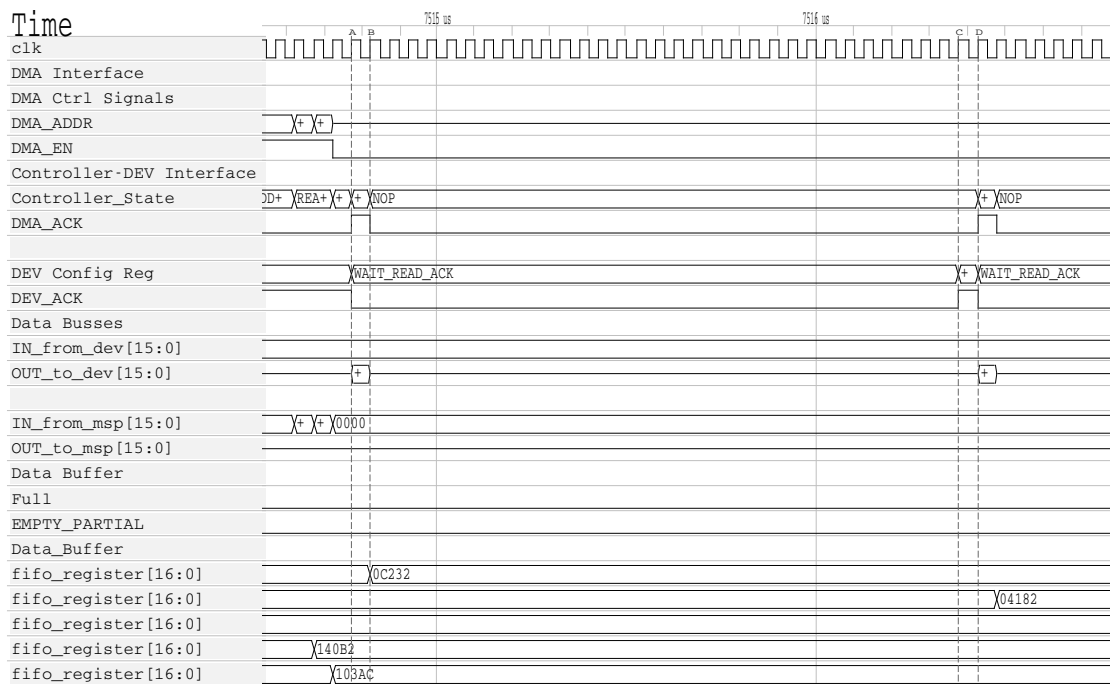 Time 7515 us 7516 us
A B C D
clk
DMA Interface
DMA Ctrl Signals
DMA_ADDR + +
DMA_EN
Controller-DEV Interface
Controller_State DD+ REA+ + + NOP + NOP
DMA_ACK
DEV Config Reg WAIT_READ_ACK + WAIT_READ_ACK
DEV_ACK
Data Busses
IN_from_dev[15:0]
OUT_to_dev[15:0] + +
IN_from_msp[15:0] + + 0000
OUT_to_msp[15:0]
Data Buffer
Full
EMPTY_PARTIAL
Data_Buffer
fifo_register[16:0] 0C232
fifo_register[16:0] 04182
fifo_register[16:0]
fifo_register[16:0] 140B2
fifo_register[16:0] 103AC